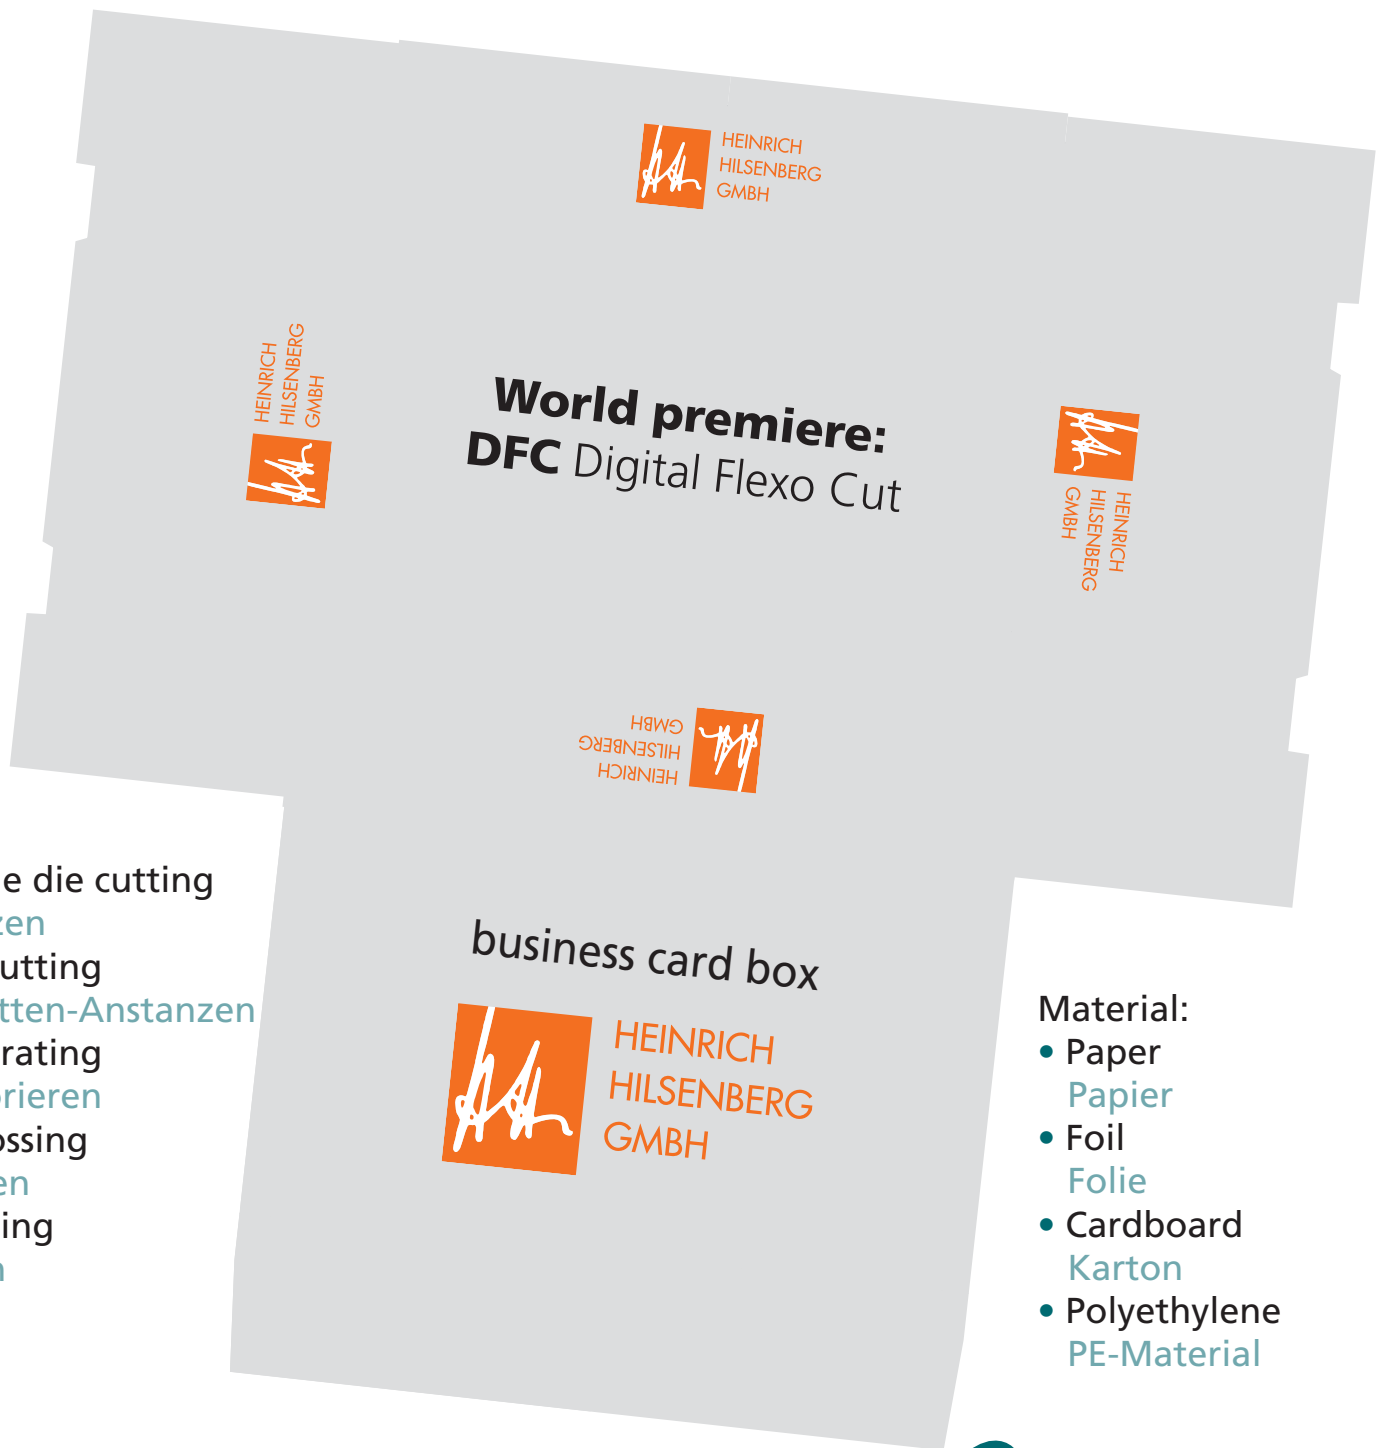 HEINRICH
HILSENBERG
GMBH
HEINRICH
HILSENBERG
GMBH
World premiere:
DFC Digital Flexo Cut
HEINRICH
HILSENBERG
GMBH
HEINRICH
HILSENBERG
GMBH
business card box
HEINRICH
HILSENBERG
GMBH
e die cutting
zen
utting
tten-Anstanzen
rating
rieren
ossing
en
ing
n
Material:
• Paper
Papier
• Foil
Folie
• Cardboard
Karton
• Polyethylene
PE-Material